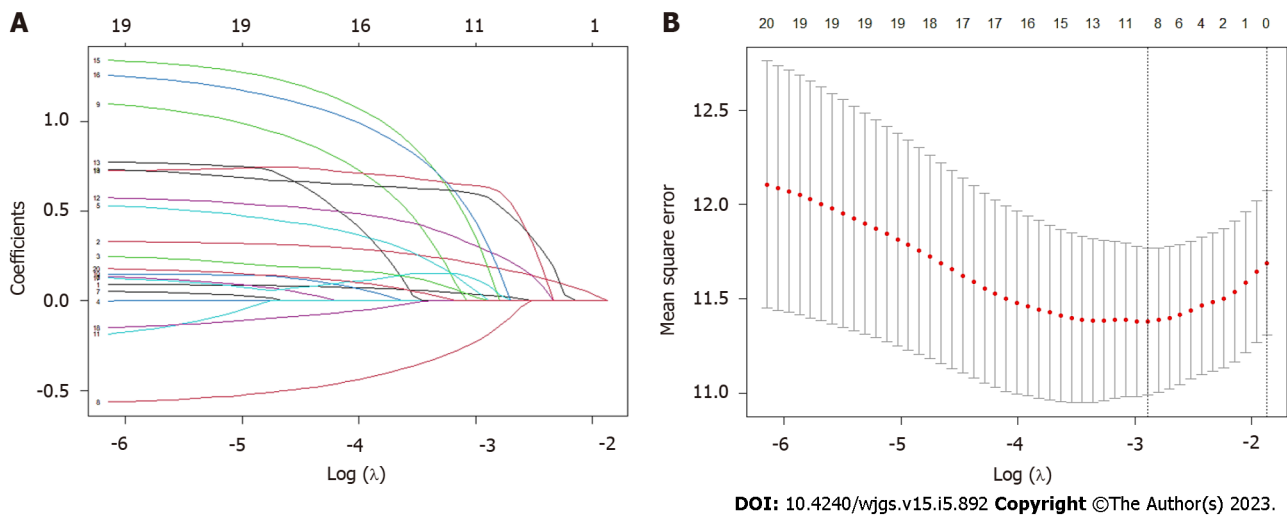 A
19 19 16 11 1
15
16
9
13
18
12
5
2
3
20
1
7
4
11
8
Coefficients
1.0
0.5
0.0
-0.5
-6 -5 -4 -3 -2
Log (λ)
B
20 19 19 19 18 17 17 16 15 13 11 8 6 4 2 1 0
Mean square error
12.5
12.0
11.5
11.0
-6 -5 -4 -3 -2
Log (λ)
DOI: 10.4240/wjgs.v15.i5.892 Copyright ©The Author(s) 2023.